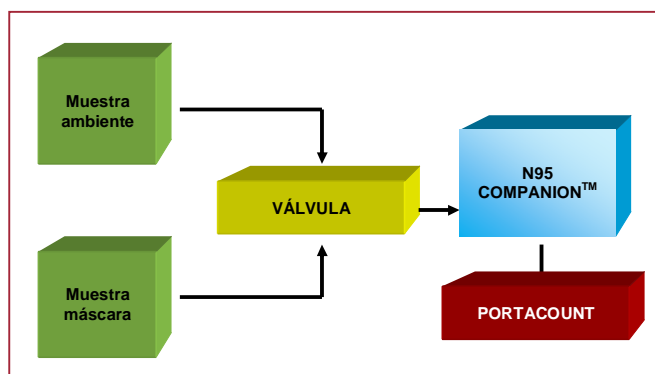 Muestra
ambiente
VÁLVULA
N95
COMPANION™
Muestra
máscara
PORTACOUNT